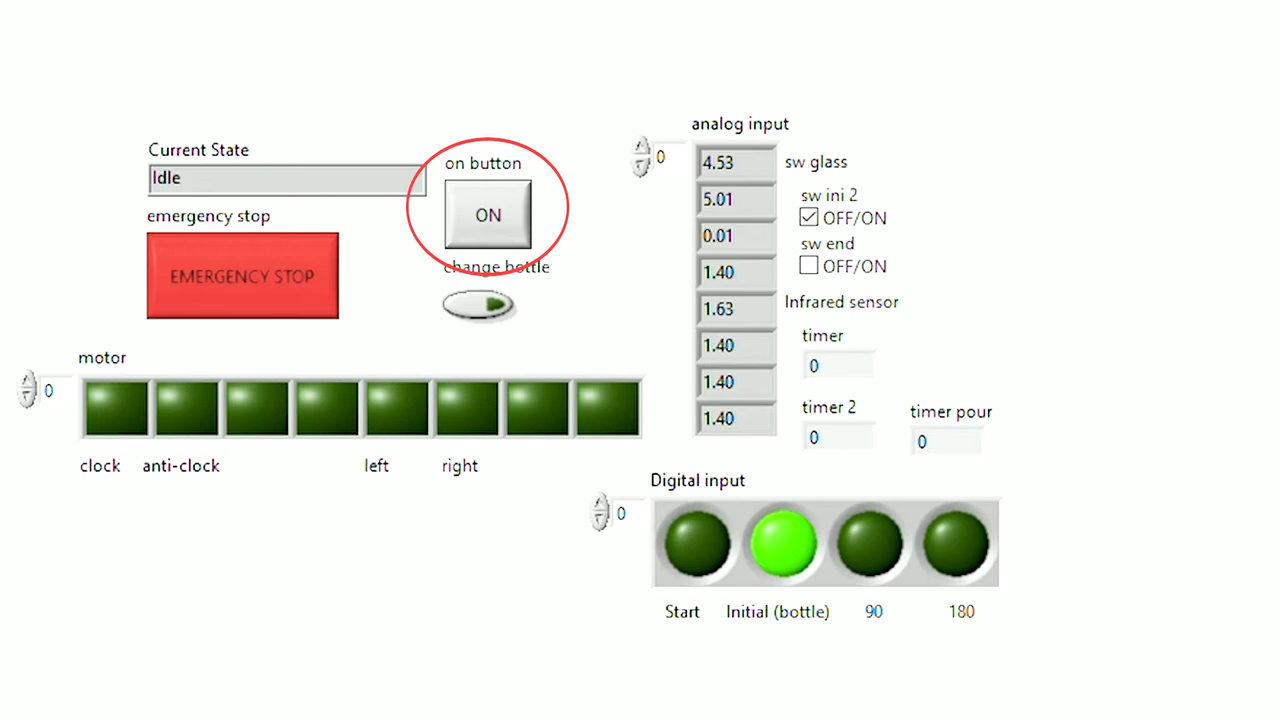 Current State
Idle
emergency stop
EMERGENCY STOP
on button
ON
change bottle
motor
0
clock
anti-clock
left
right
analog input
0
4.53
5.01
0.01
1.40
1.63
1.40
1.40
1.40
sw glass
sw ini 2
OFF/ON
sw end
OFF/ON
Infrared sensor
timer
0
timer 2
0
timer pour
0
Digital input
0
Start
Initial (bottle)
90
180